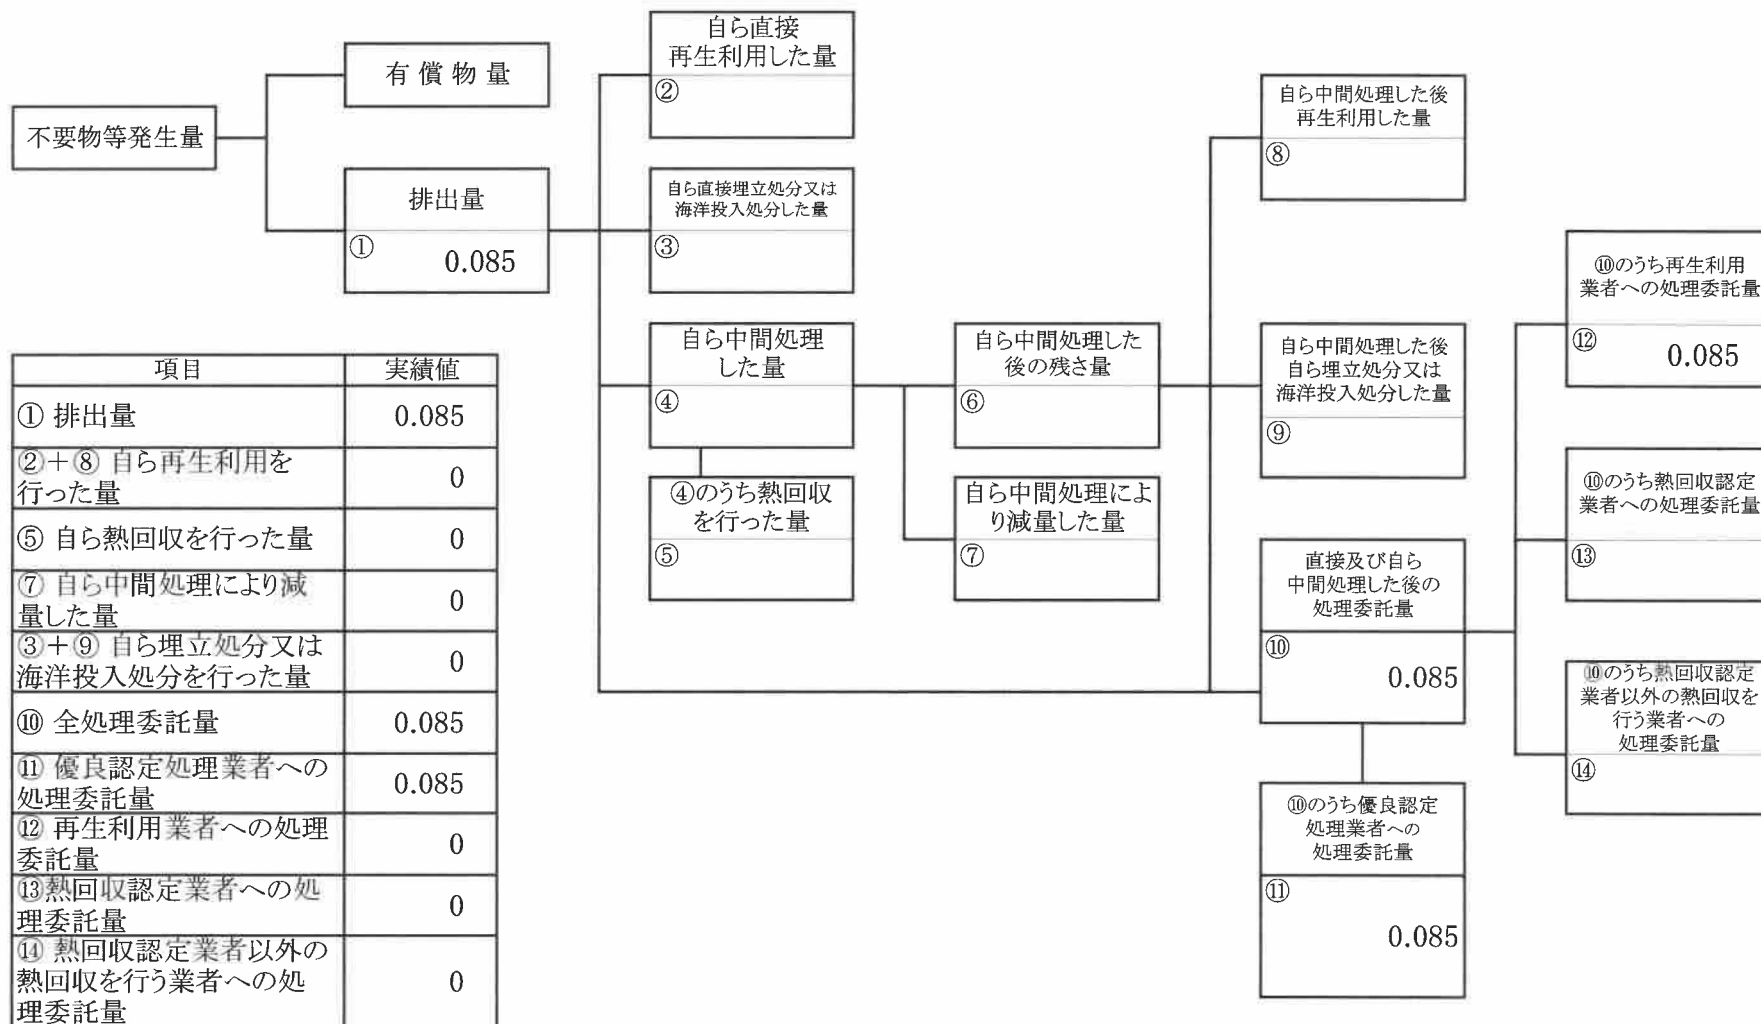 不要物等発生量
有 償 物 量
排出量
①
0.085
自ら直接
再生利用した量
②
自ら直接埋立処分又は
海洋投入処分した量
③
自ら中間処理
した量
④
④のうち熱回収
を行った量
⑤
自ら中間処理した
後の残さ量
⑥
自ら中間処理によ
り減量した量
⑦
自ら中間処理した後
再生利用した量
⑧
自ら中間処理した後
自ら埋立処分又は
海洋投入処分した量
⑨
直接及び自ら
中間処理した後の
処理委託量
⑩
0.085
⑩のうち優良認定
処理業者への
処理委託量
⑪
0.085
⑩のうち再生利用
業者への処理委託量
⑫
0.085
⑩のうち熱回収認定
業者への処理委託量
⑬
⑩のうち熱回収認定
業者以外の熱回収を
行う業者への
処理委託量
⑭
項目 実績値
① 排出量 0.085
②+⑧ 自ら再生利用を
行った量 0
⑤ 自ら熱回収を行った量 0
⑦ 自ら中間処理により減
量した量 0
③+⑨ 自ら埋立処分又は
海洋投入処分を行った量 0
⑩ 全処理委託量 0.085
⑪ 優良認定処理業者への
処理委託量 0.085
⑫ 再生利用業者への処理
委託量 0
⑬熱回収認定業者への処
理委託量 0
⑭ 熱回収認定業者以外の
熱回収を行う業者への処
理委託量 0